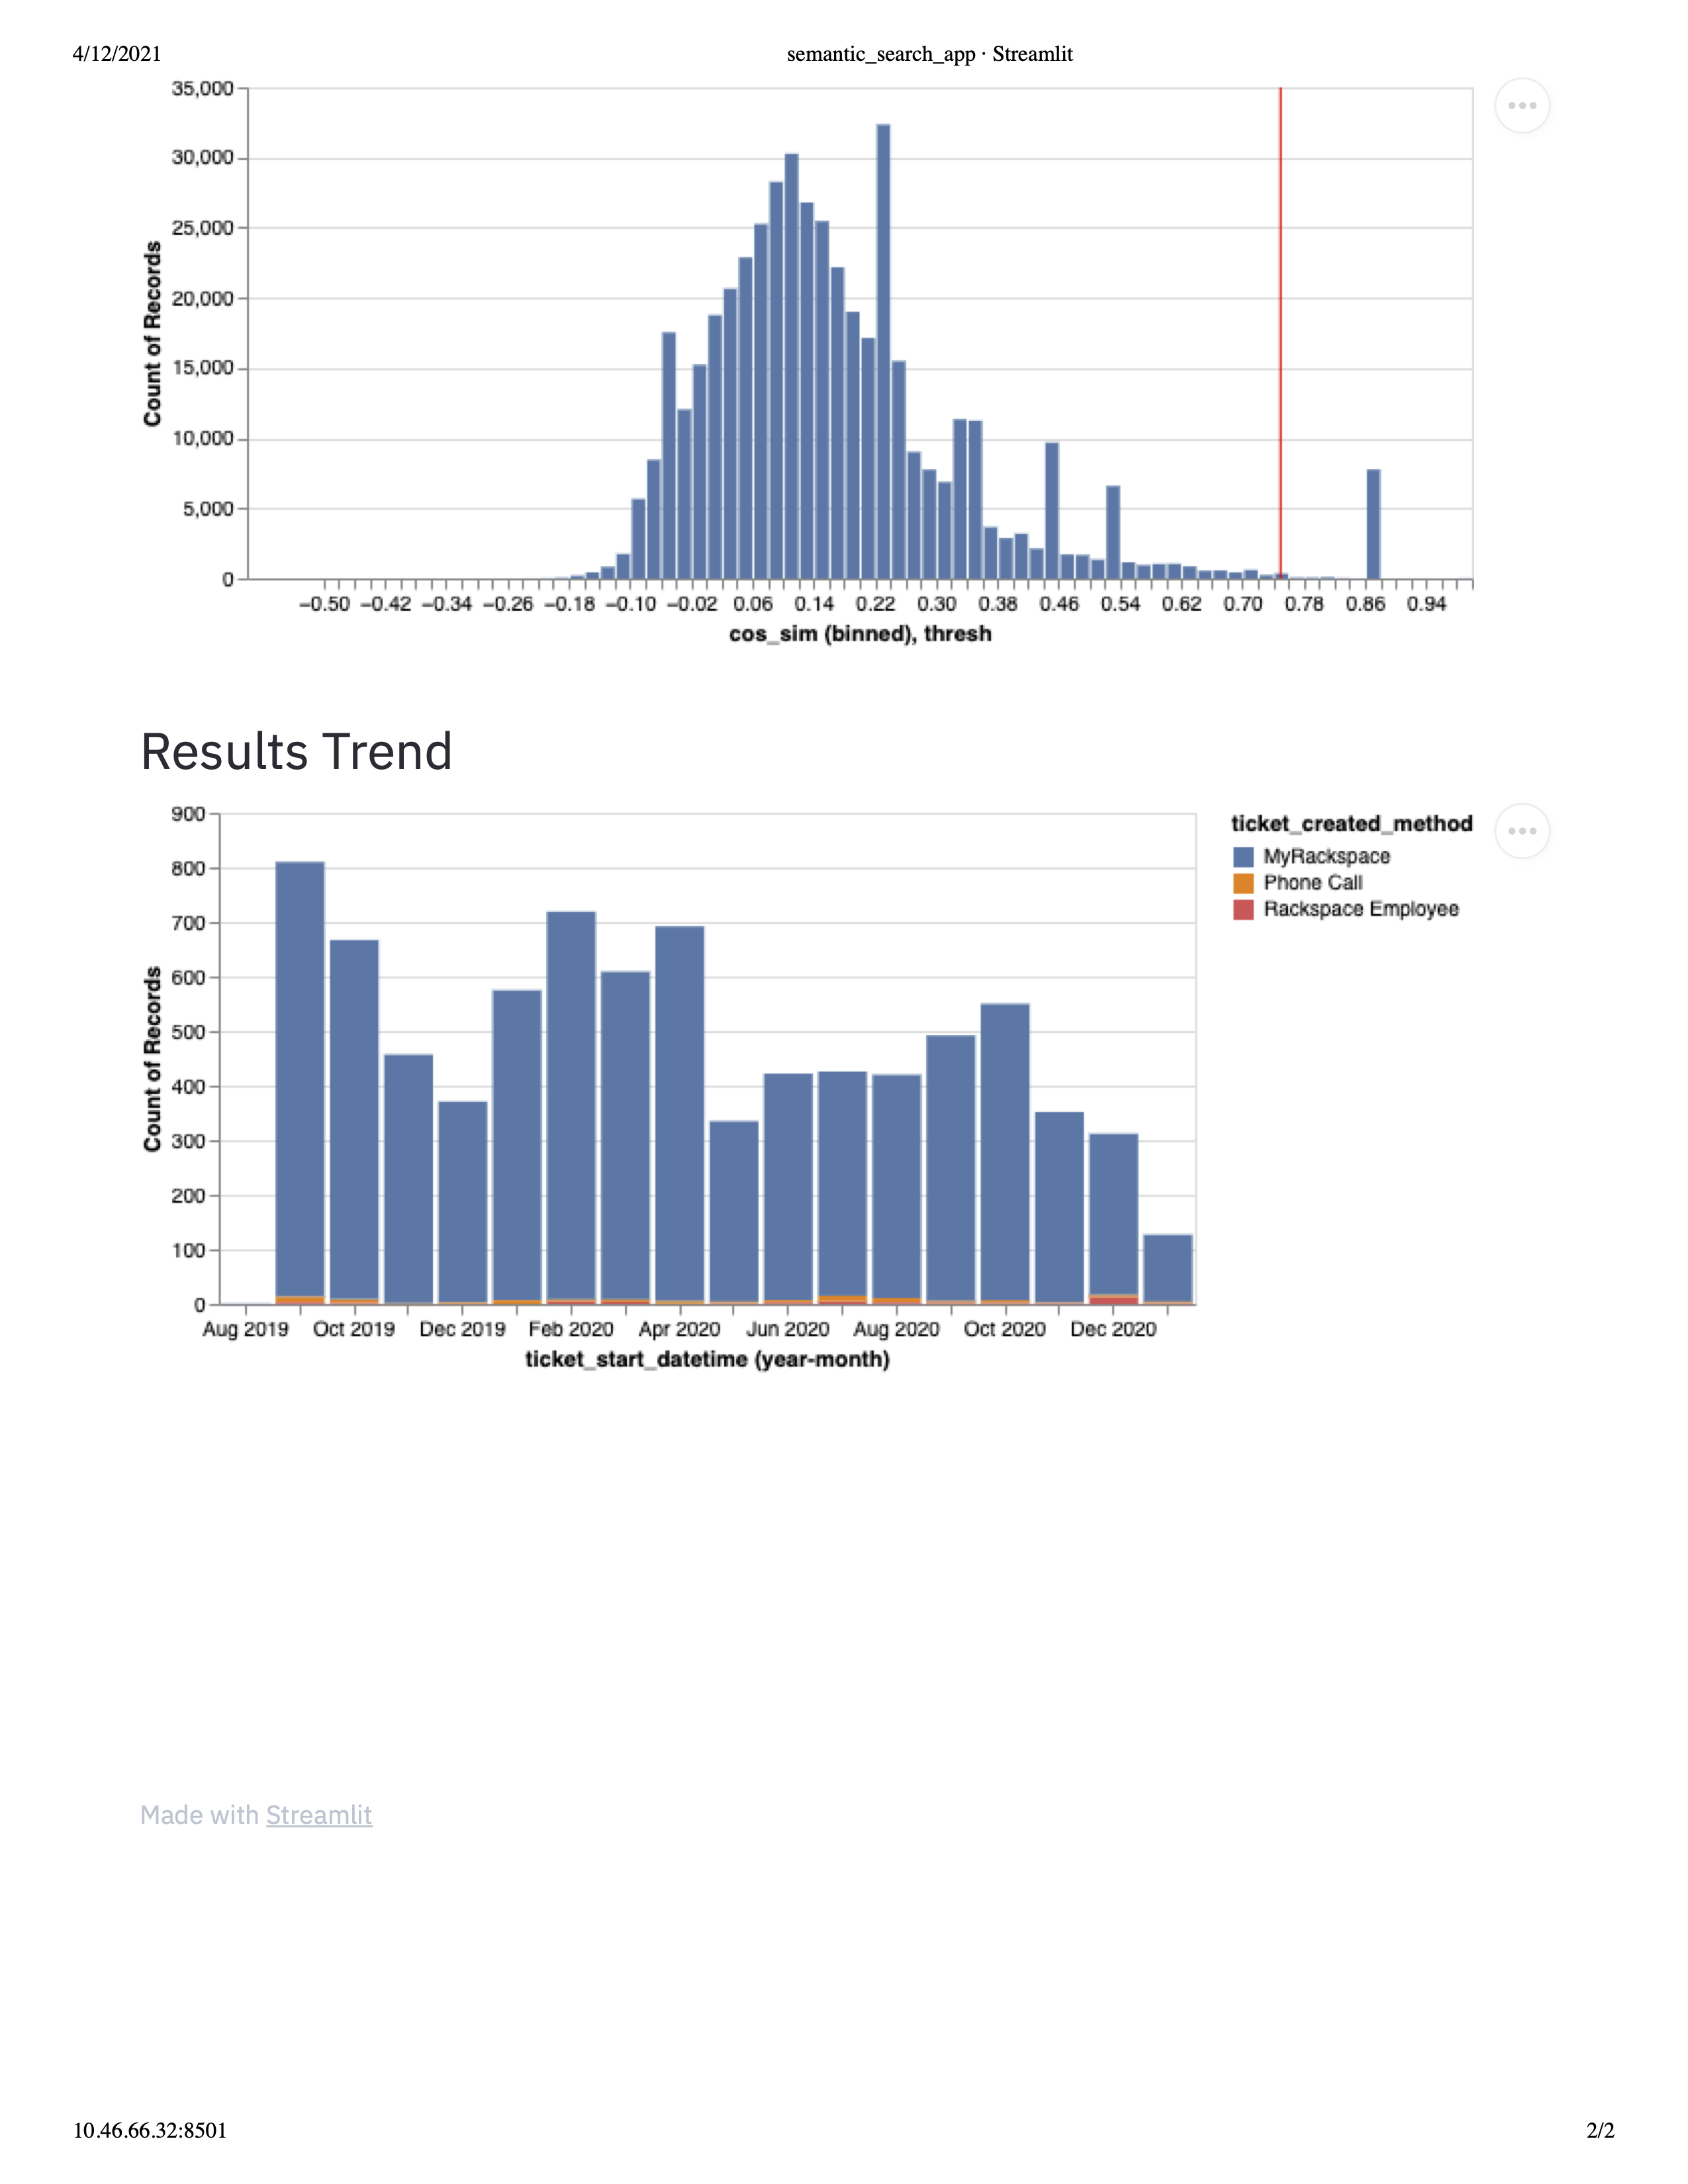 4/12/2021
semantic_search_app · Streamlit
35,000
30,000
25,000
20,000
15,000
10,000
5,000
0
Count of Records
−0.50 −0.42 −0.34 −0.26 −0.18 −0.10 −0.02 0.06 0.14 0.22 0.30 0.38 0.46 0.54 0.62 0.70 0.78 0.86 0.94
cos_sim (binned), thresh
Results Trend
900
800
700
600
500
400
300
200
100
0
Count of Records
Aug 2019 Oct 2019 Dec 2019 Feb 2020 Apr 2020 Jun 2020 Aug 2020 Oct 2020 Dec 2020
ticket_start_datetime (year-month)
ticket_created_method
MyRackspace
Phone Call
Rackspace Employee
Made with Streamlit
10.46.66.32:8501
2/2